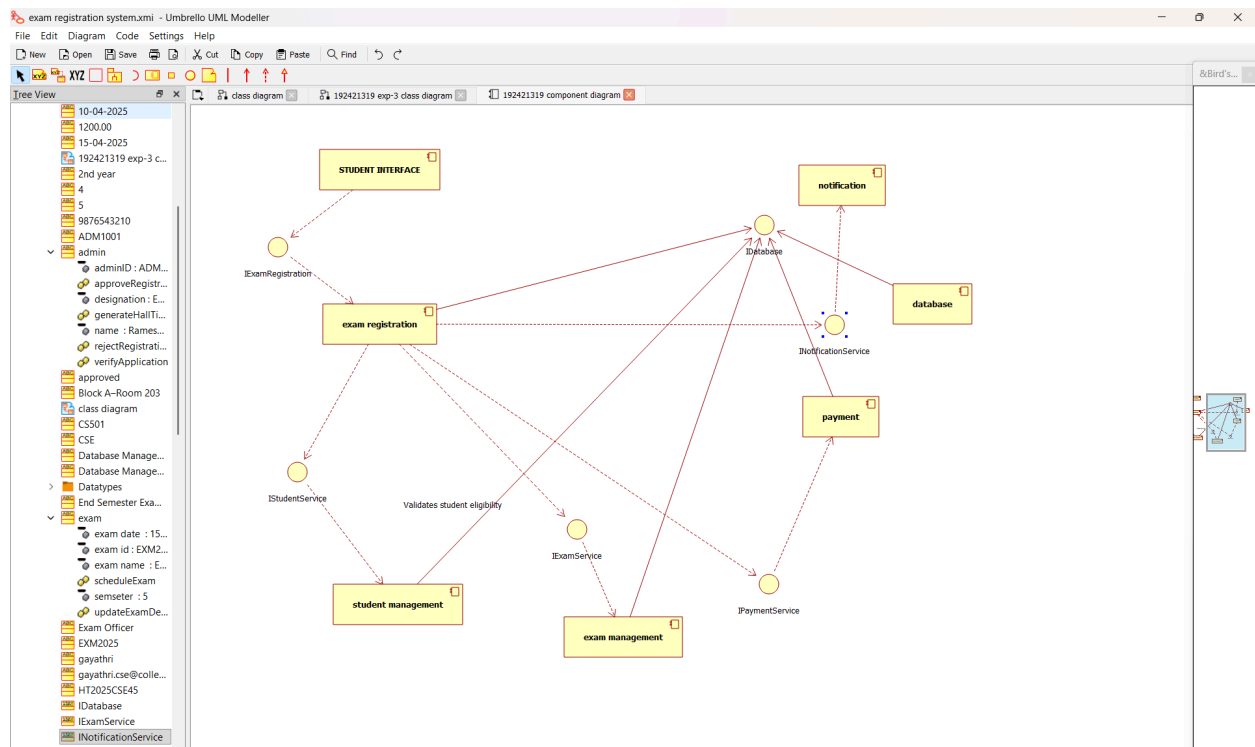 exam registration system.xmi - Umbrello UML Modeller
File Edit Diagram Code Settings Help
New Open Save Cut Copy Paste Find
XYZ XYZ
&Bird's...
Tree View
class diagram
192421319 exp-3 class diagram
192421319 component diagram
10-04-2025
1200.00
15-04-2025
192421319 exp-3 c...
2nd year
4
5
9876543210
ADM1001
admin
adminID : ADM...
approveRegistr...
designation : E...
generateHallTi...
name : Rames...
rejectRegistrati...
verifyApplication
approved
Block A–Room 203
class diagram
CS501
CSE
Database Manage...
Database Manage...
Datatypes
End Semester Exa...
exam
exam date : 15...
exam id : EXM2...
exam name : E...
scheduleExam
semseter : 5
updateExamDe...
Exam Officer
EXM2025
gayathri
gayathri.cse@colle...
HT2025CSE45
IDatabase
IExamService
INotificationService
STUDENT INTERFACE
notification
IDatabase
IExamRegistration
database
exam registration
INotificationService
payment
IStudentService
Validates student eligibility
IExamService
IPaymentService
student management
exam management